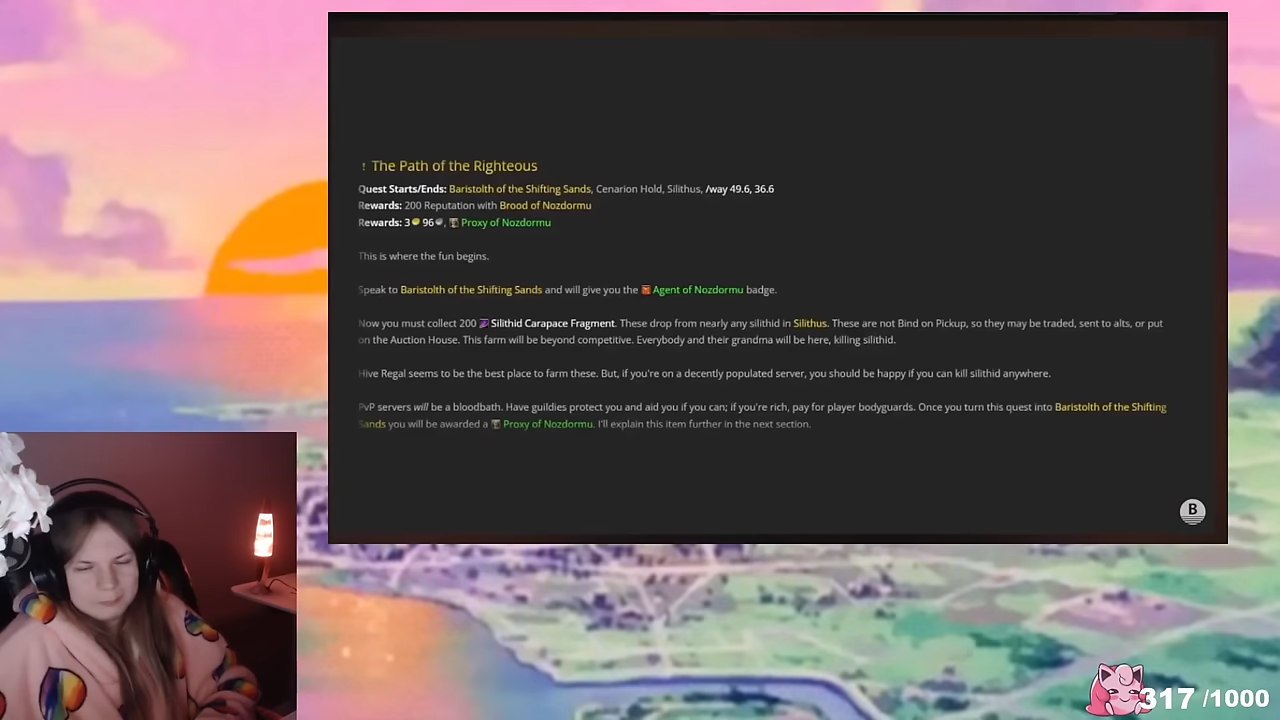 ! The Path of the Righteous
Quest Starts/Ends: Baristolth of the Shifting Sands, Cenarion Hold, Silithus, /way 49.6, 36.6
Rewards: 200 Reputation with Brood of Nozdormu
Rewards: 3 96, Proxy of Nozdormu
This is where the fun begins.
Speak to Baristolth of the Shifting Sands and will give you the Agent of Nozdormu badge.
Now you must collect 200 Silithid Carapace Fragment. These drop from nearly any silithid in Silithus. These are not Bind on Pickup, so they may be traded, sent to alts, or put
on the Auction House. This farm will be beyond competitive. Everybody and their grandma will be here, killing silithid.
Hive Regal seems to be the best place to farm these. But, if you're on a decently populated server, you should be happy if you can kill silithid anywhere.
PvP servers will be a bloodbath. Have guildies protect you and aid you if you can; if you're rich, pay for player bodyguards. Once you turn this quest into Baristolth of the Shifting
Sands you will be awarded a Proxy of Nozdormu. I'll explain this item further in the next section.
B
317 /1000